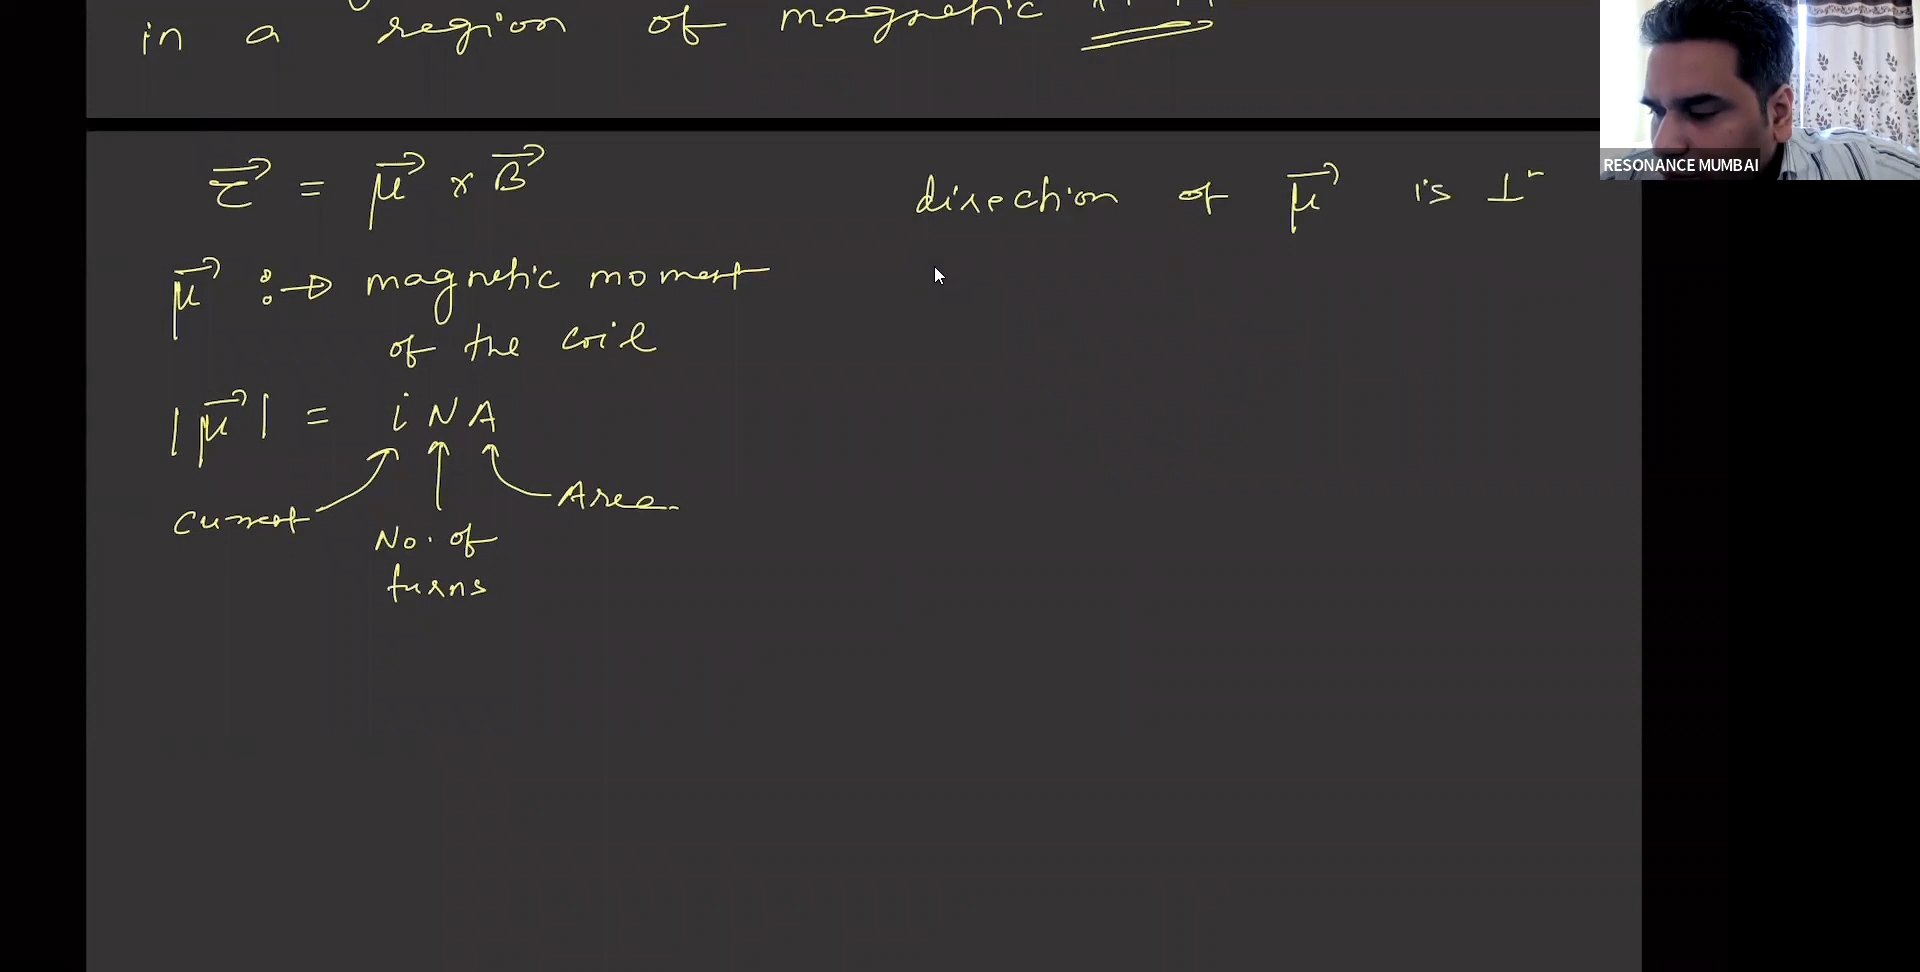 in a region of magnetic
RESONANCE MUMBAI
τ⃗ = μ⃗ x B⃗
μ⃗ :→ magnetic moment
of the coil
|μ⃗| = i N A
current
Area
No. of
turns
direction of μ⃗ is ⊥r